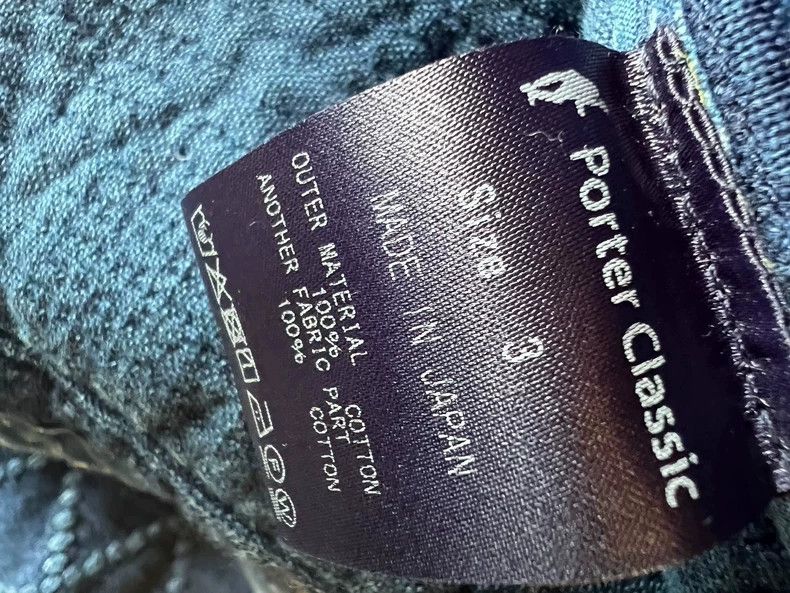 Porter Classic
Size 3
MADE IN JAPAN
OUTER MATERIAL
100% COTTON
ANOTHER FABRIC PART
100% COTTON